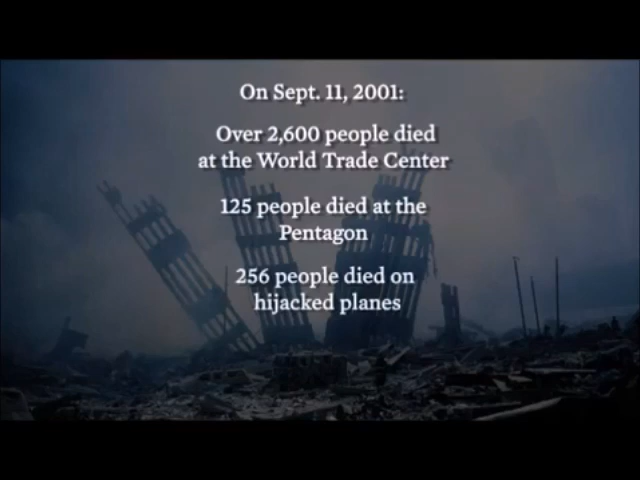 On Sept. 11, 2001:
Over 2,600 people died
at the World Trade Center
125 people died at the
Pentagon
256 people died on
hijacked planes